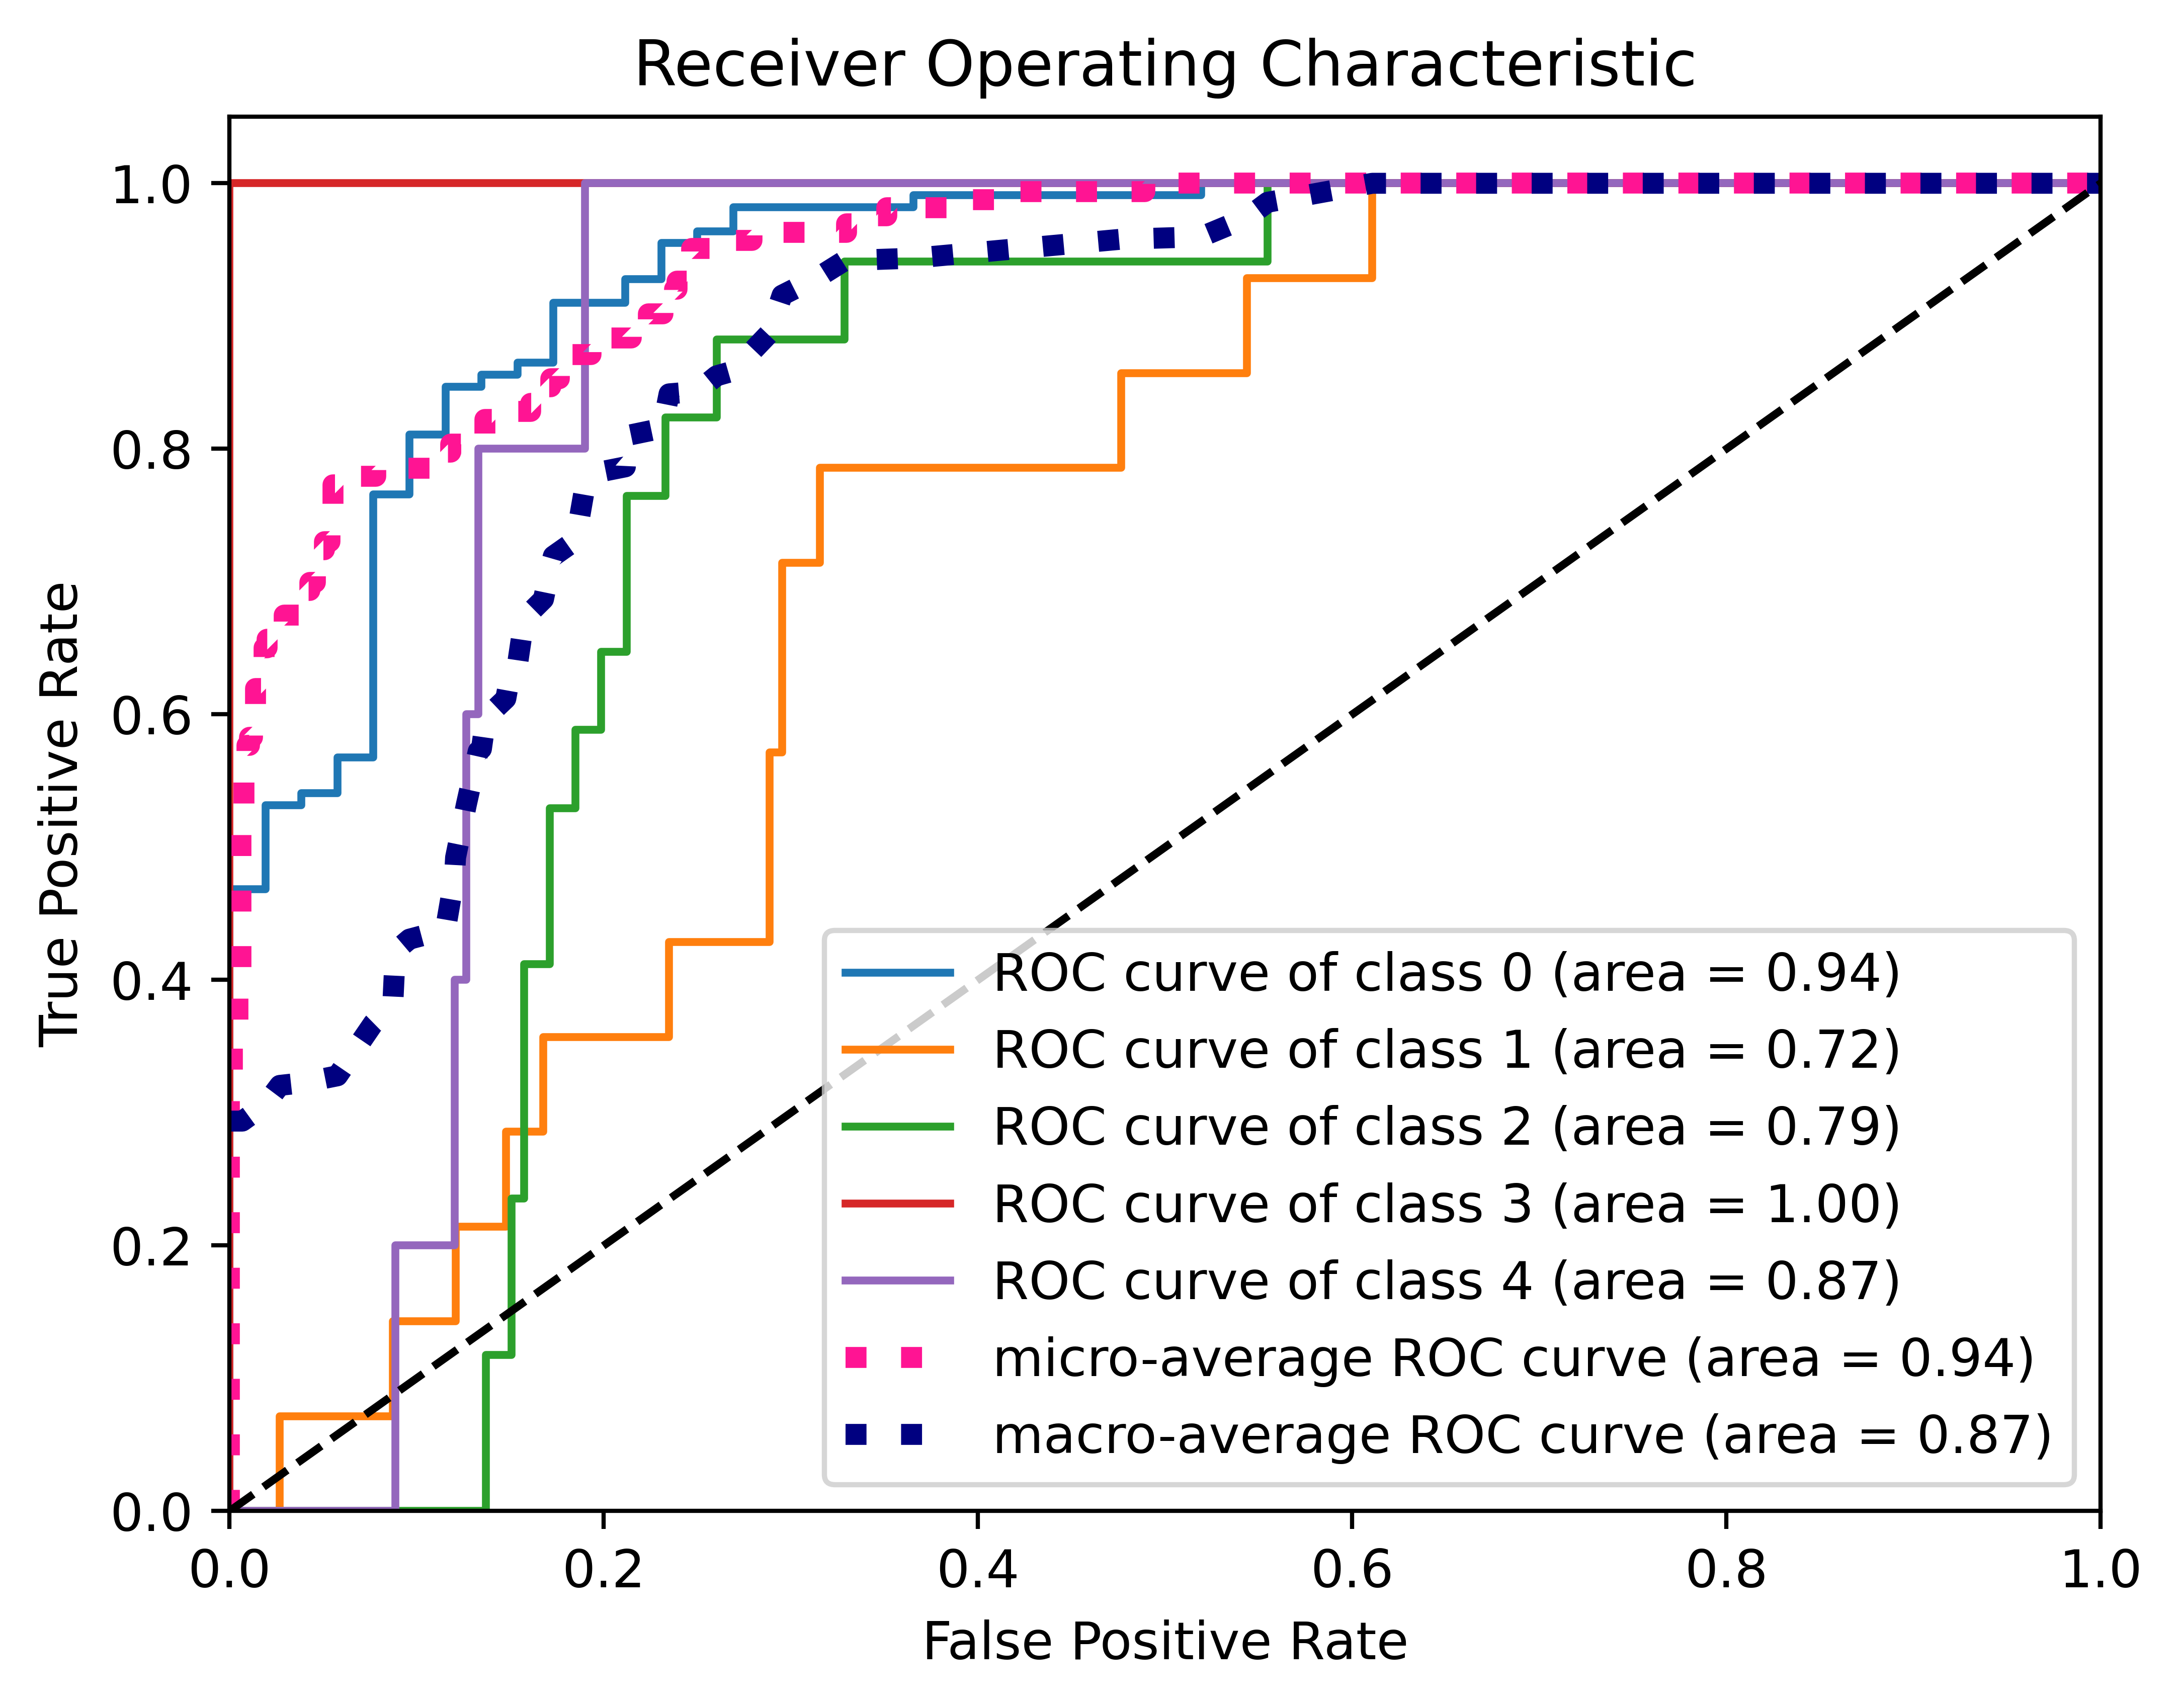 Receiver Operating Characteristic
True Positive Rate
1.0
0.8
0.6
0.4
0.2
0.0
ROC curve of class 0 (area = 0.94)
ROC curve of class 1 (area = 0.72)
ROC curve of class 2 (area = 0.79)
ROC curve of class 3 (area = 1.00)
ROC curve of class 4 (area = 0.87)
micro-average ROC curve (area = 0.94)
macro-average ROC curve (area = 0.87)
0.0 0.2 0.4 0.6 0.8 1.0
False Positive Rate